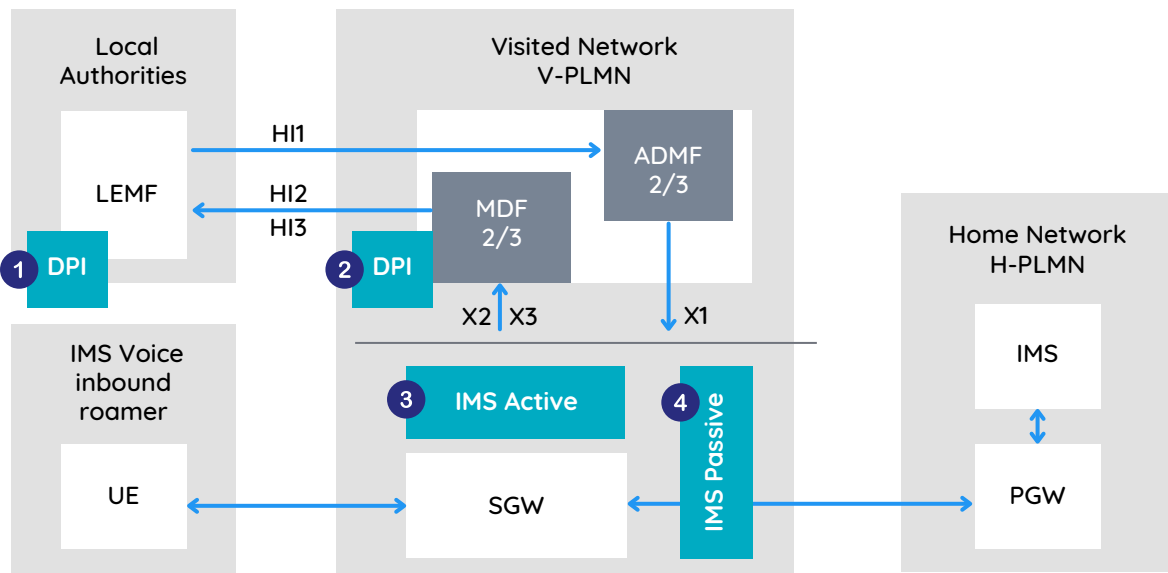 Local
Authorities
LEMF
1
DPI
HI1
HI2
HI3
Visited Network
V-PLMN
ADMF
2/3
MDF
2/3
2
DPI
X2
X3
X1
IMS Voice
inbound
roamer
UE
3
IMS Active
4
IMS Passive
SGW
Home Network
H-PLMN
IMS
PGW